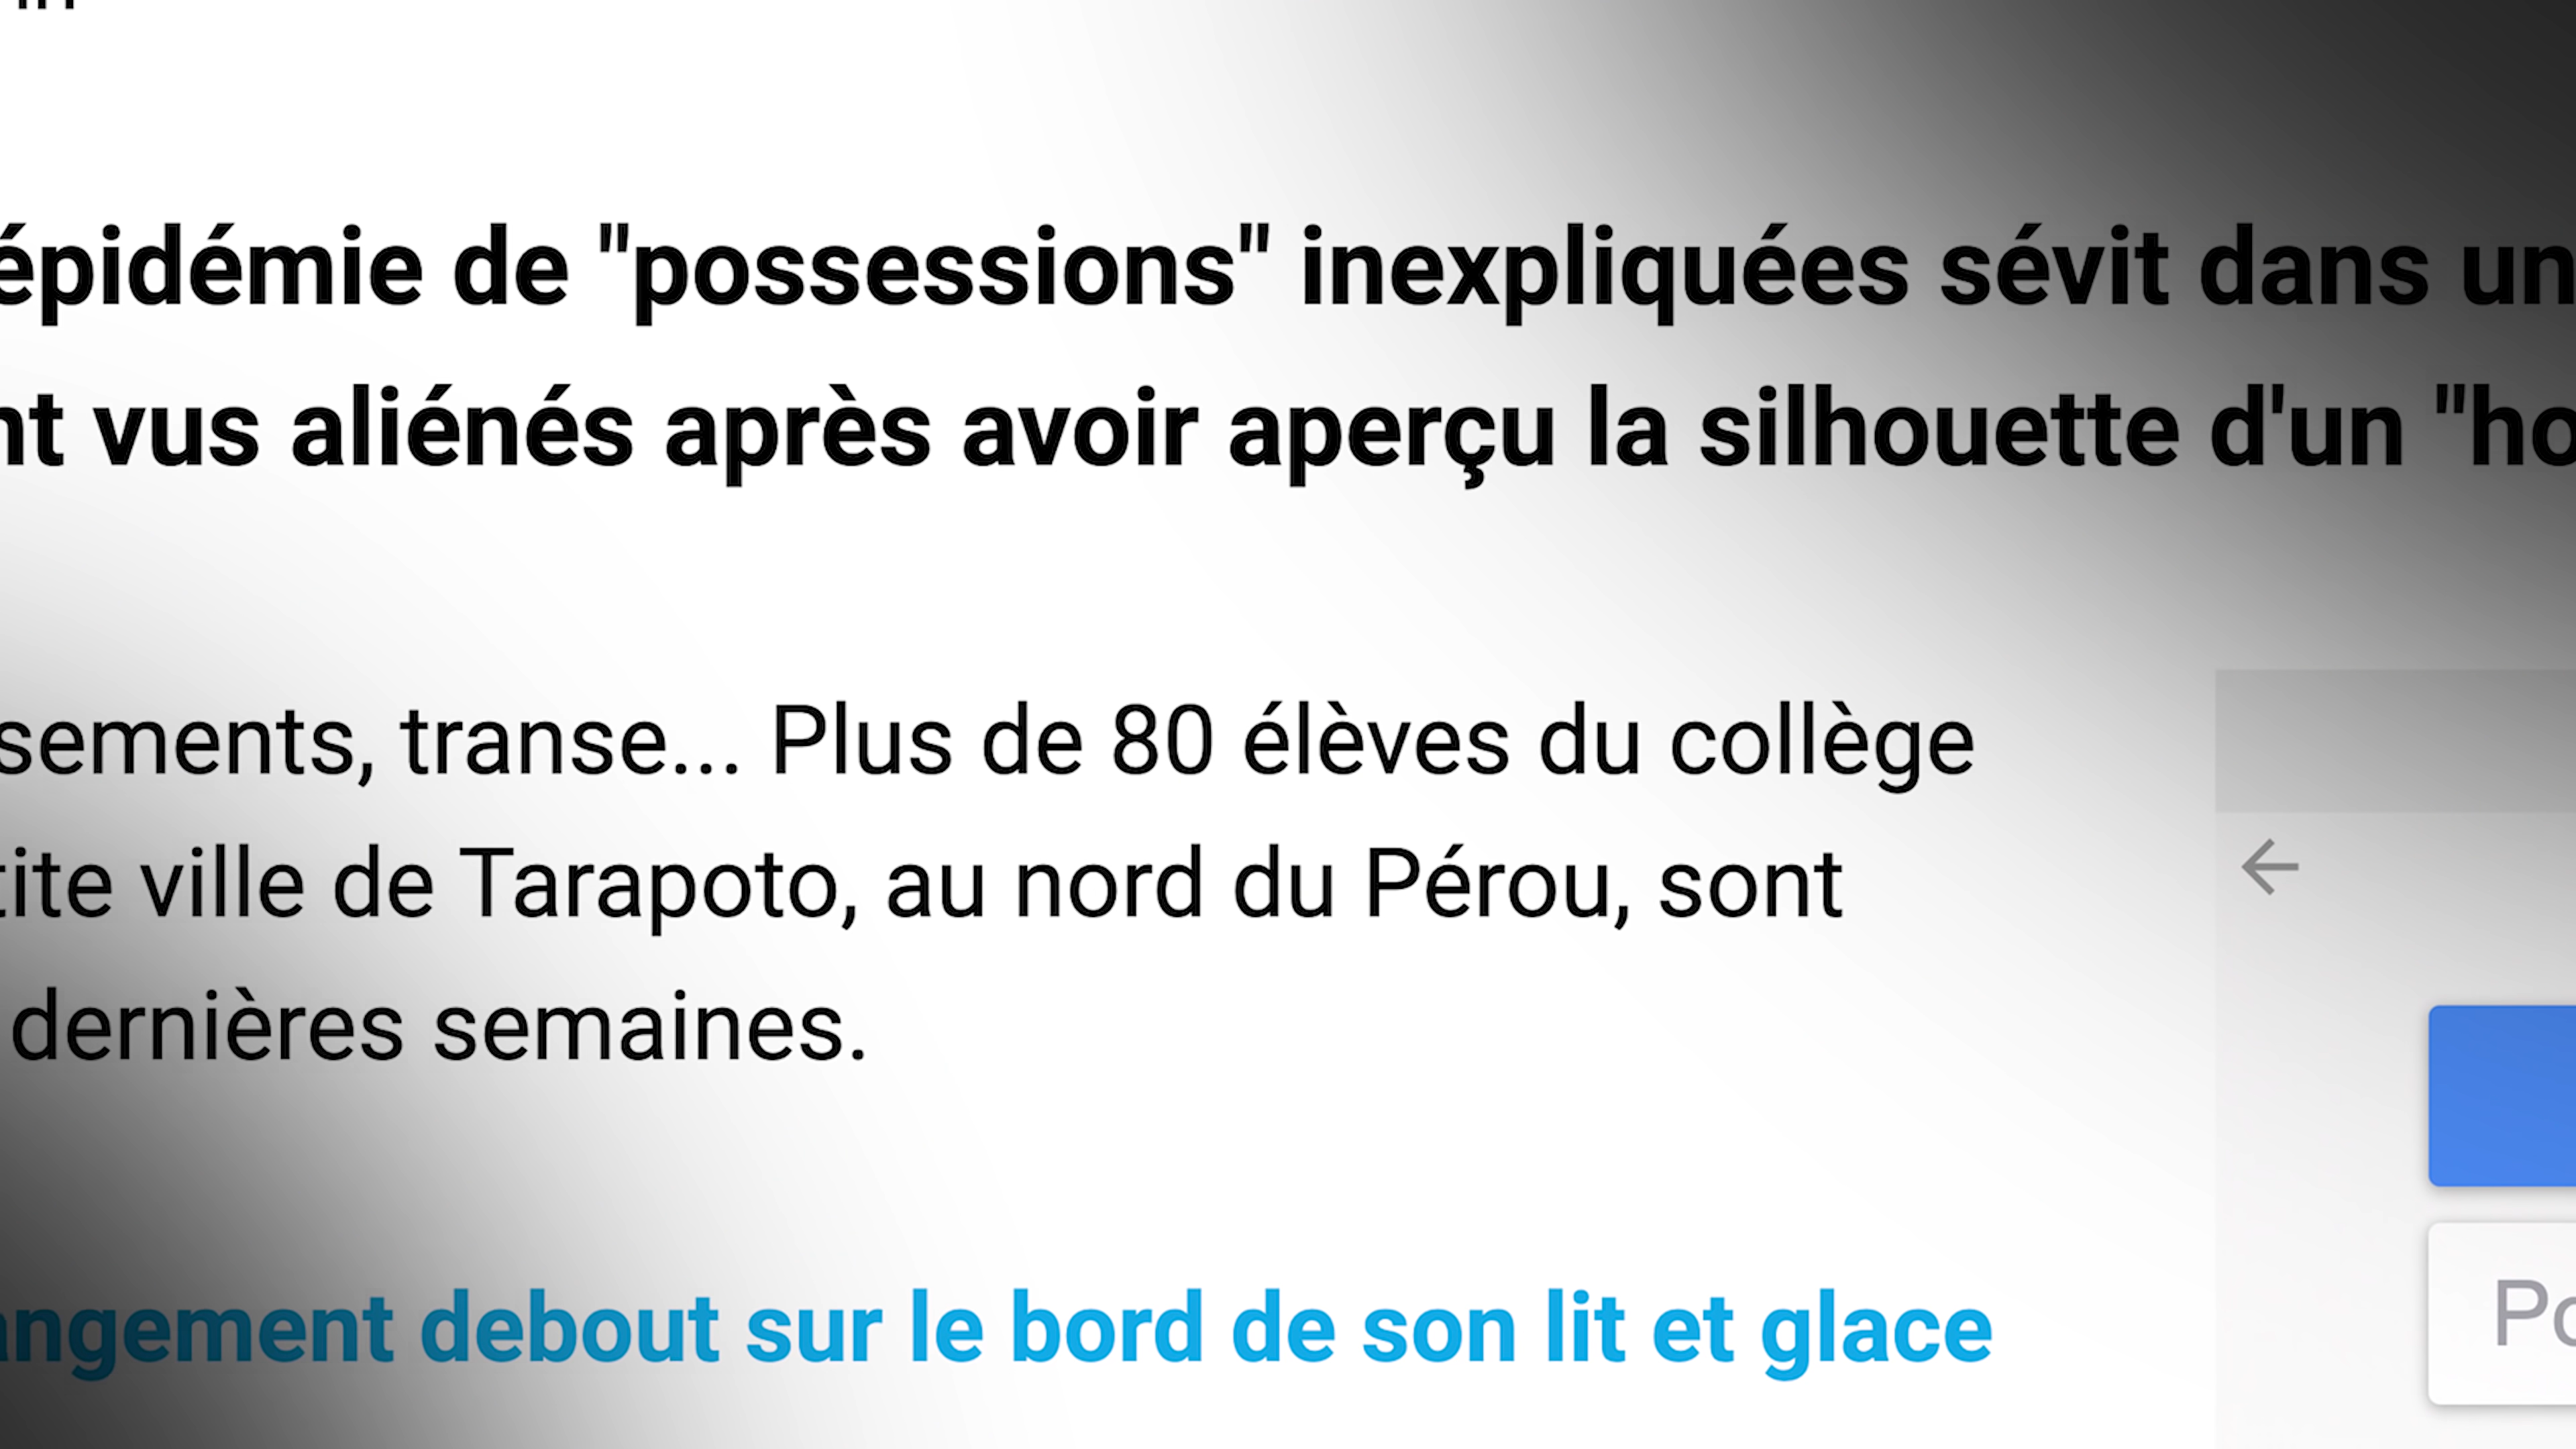 épidémie de "possessions" inexpliquées sévit dans un
nt vus aliénés après avoir aperçu la silhouette d'un "ho
sements, transe... Plus de 80 élèves du collège
tite ville de Tarapoto, au nord du Pérou, sont
dernières semaines.
angement debout sur le bord de son lit et glace
Po